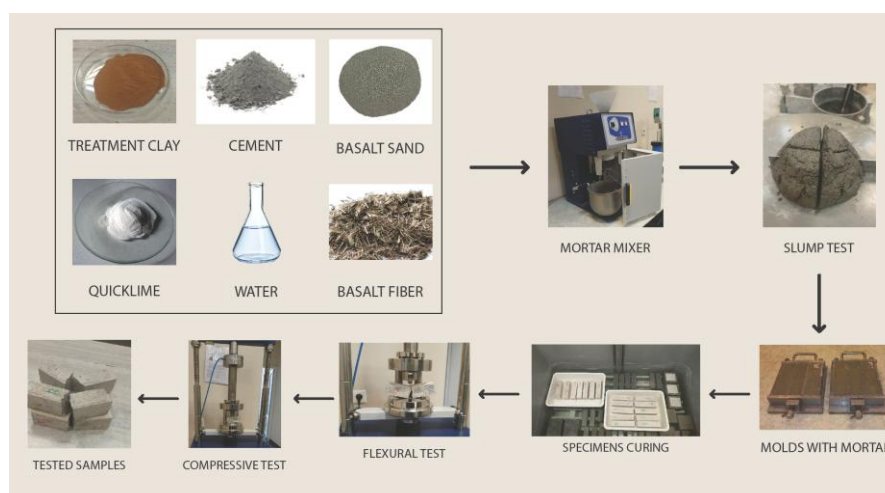 TREATMENT CLAY
CEMENT
BASALT SAND
QUICKLIME
WATER
BASALT FIBER
MORTAR MIXER
SLUMP TEST
MOLDS WITH MORTAR
SPECIMENS CURING
FLEXURAL TEST
COMPRESSIVE TEST
TESTED SAMPLES